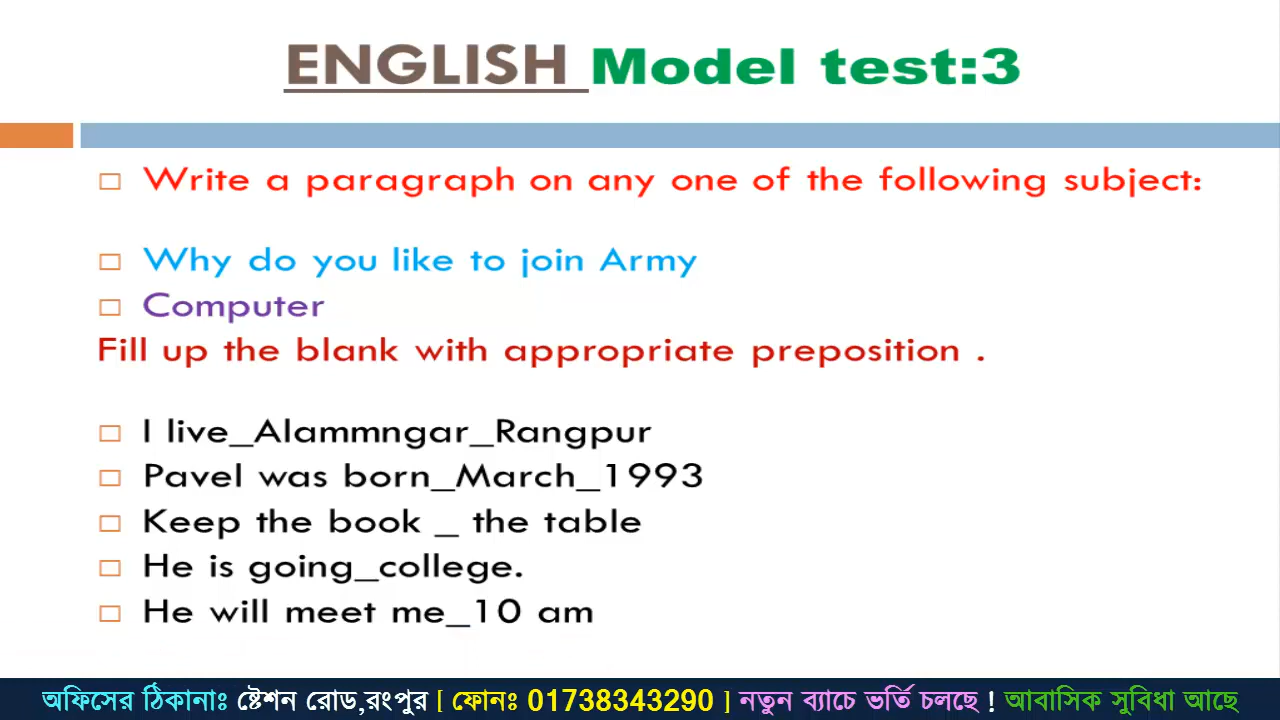 ENGLISH Model test:3
Write a paragraph on any one of the following subject:
Why do you like to join Army
Computer
Fill up the blank with appropriate preposition .
I live_Alammngar_Rangpur
Pavel was born_March_1993
Keep the book _ the table
He is going_college.
He will meet me_10 am
অফিসের ঠিকানাঃ ষ্টেশন রোড,রংপুর [ ফোনঃ 01738343290 ] নতুন ব্যাচে ভর্তি চলছে ! আবাসিক সুবিধা আছে